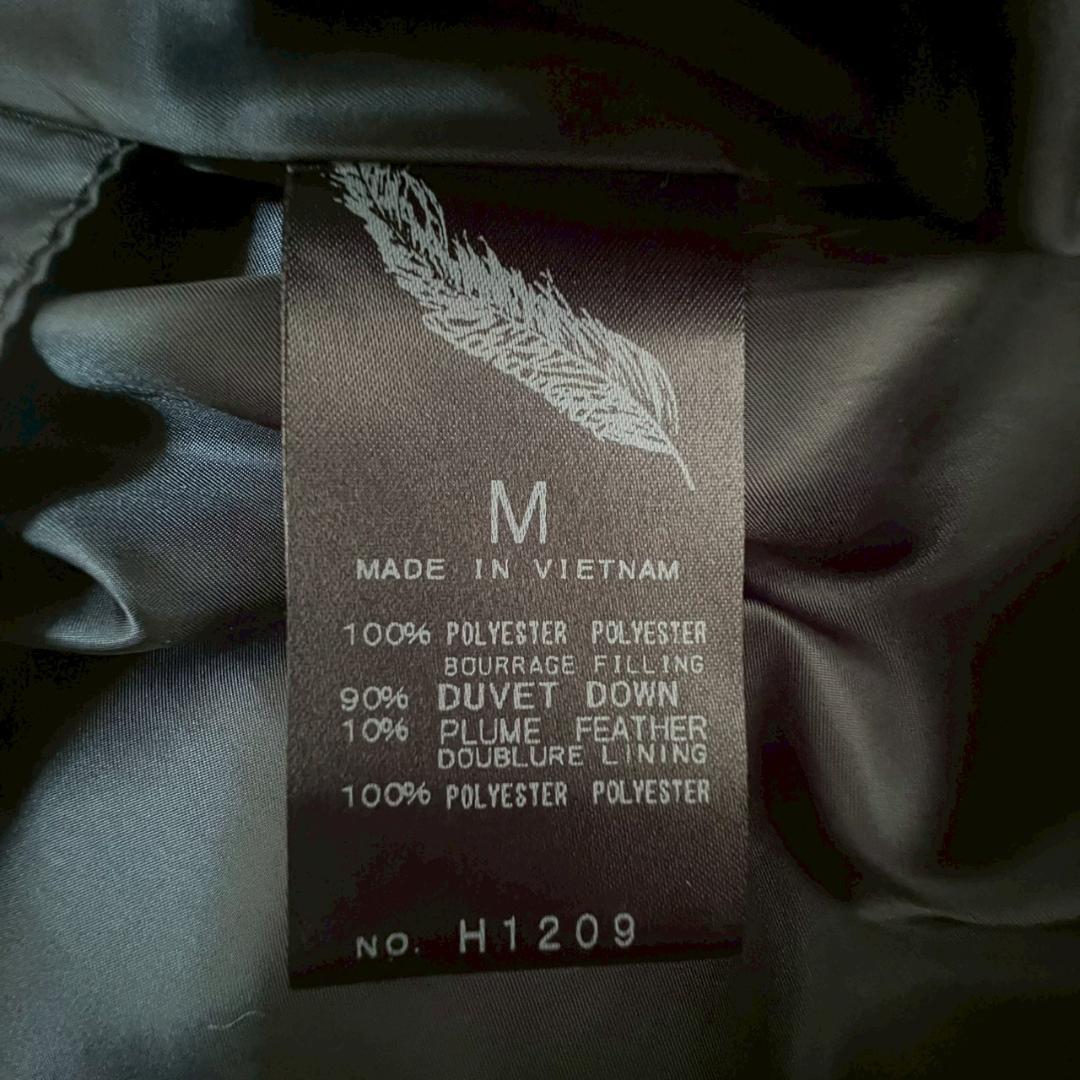 M
MADE IN VIETNAM
100% POLYESTER POLYESTER
BOURRAGE FILLING
90% DUVET DOWN
10% PLUME FEATHER
DOUBLURE LINING
100% POLYESTER POLYESTER
NO. H1209